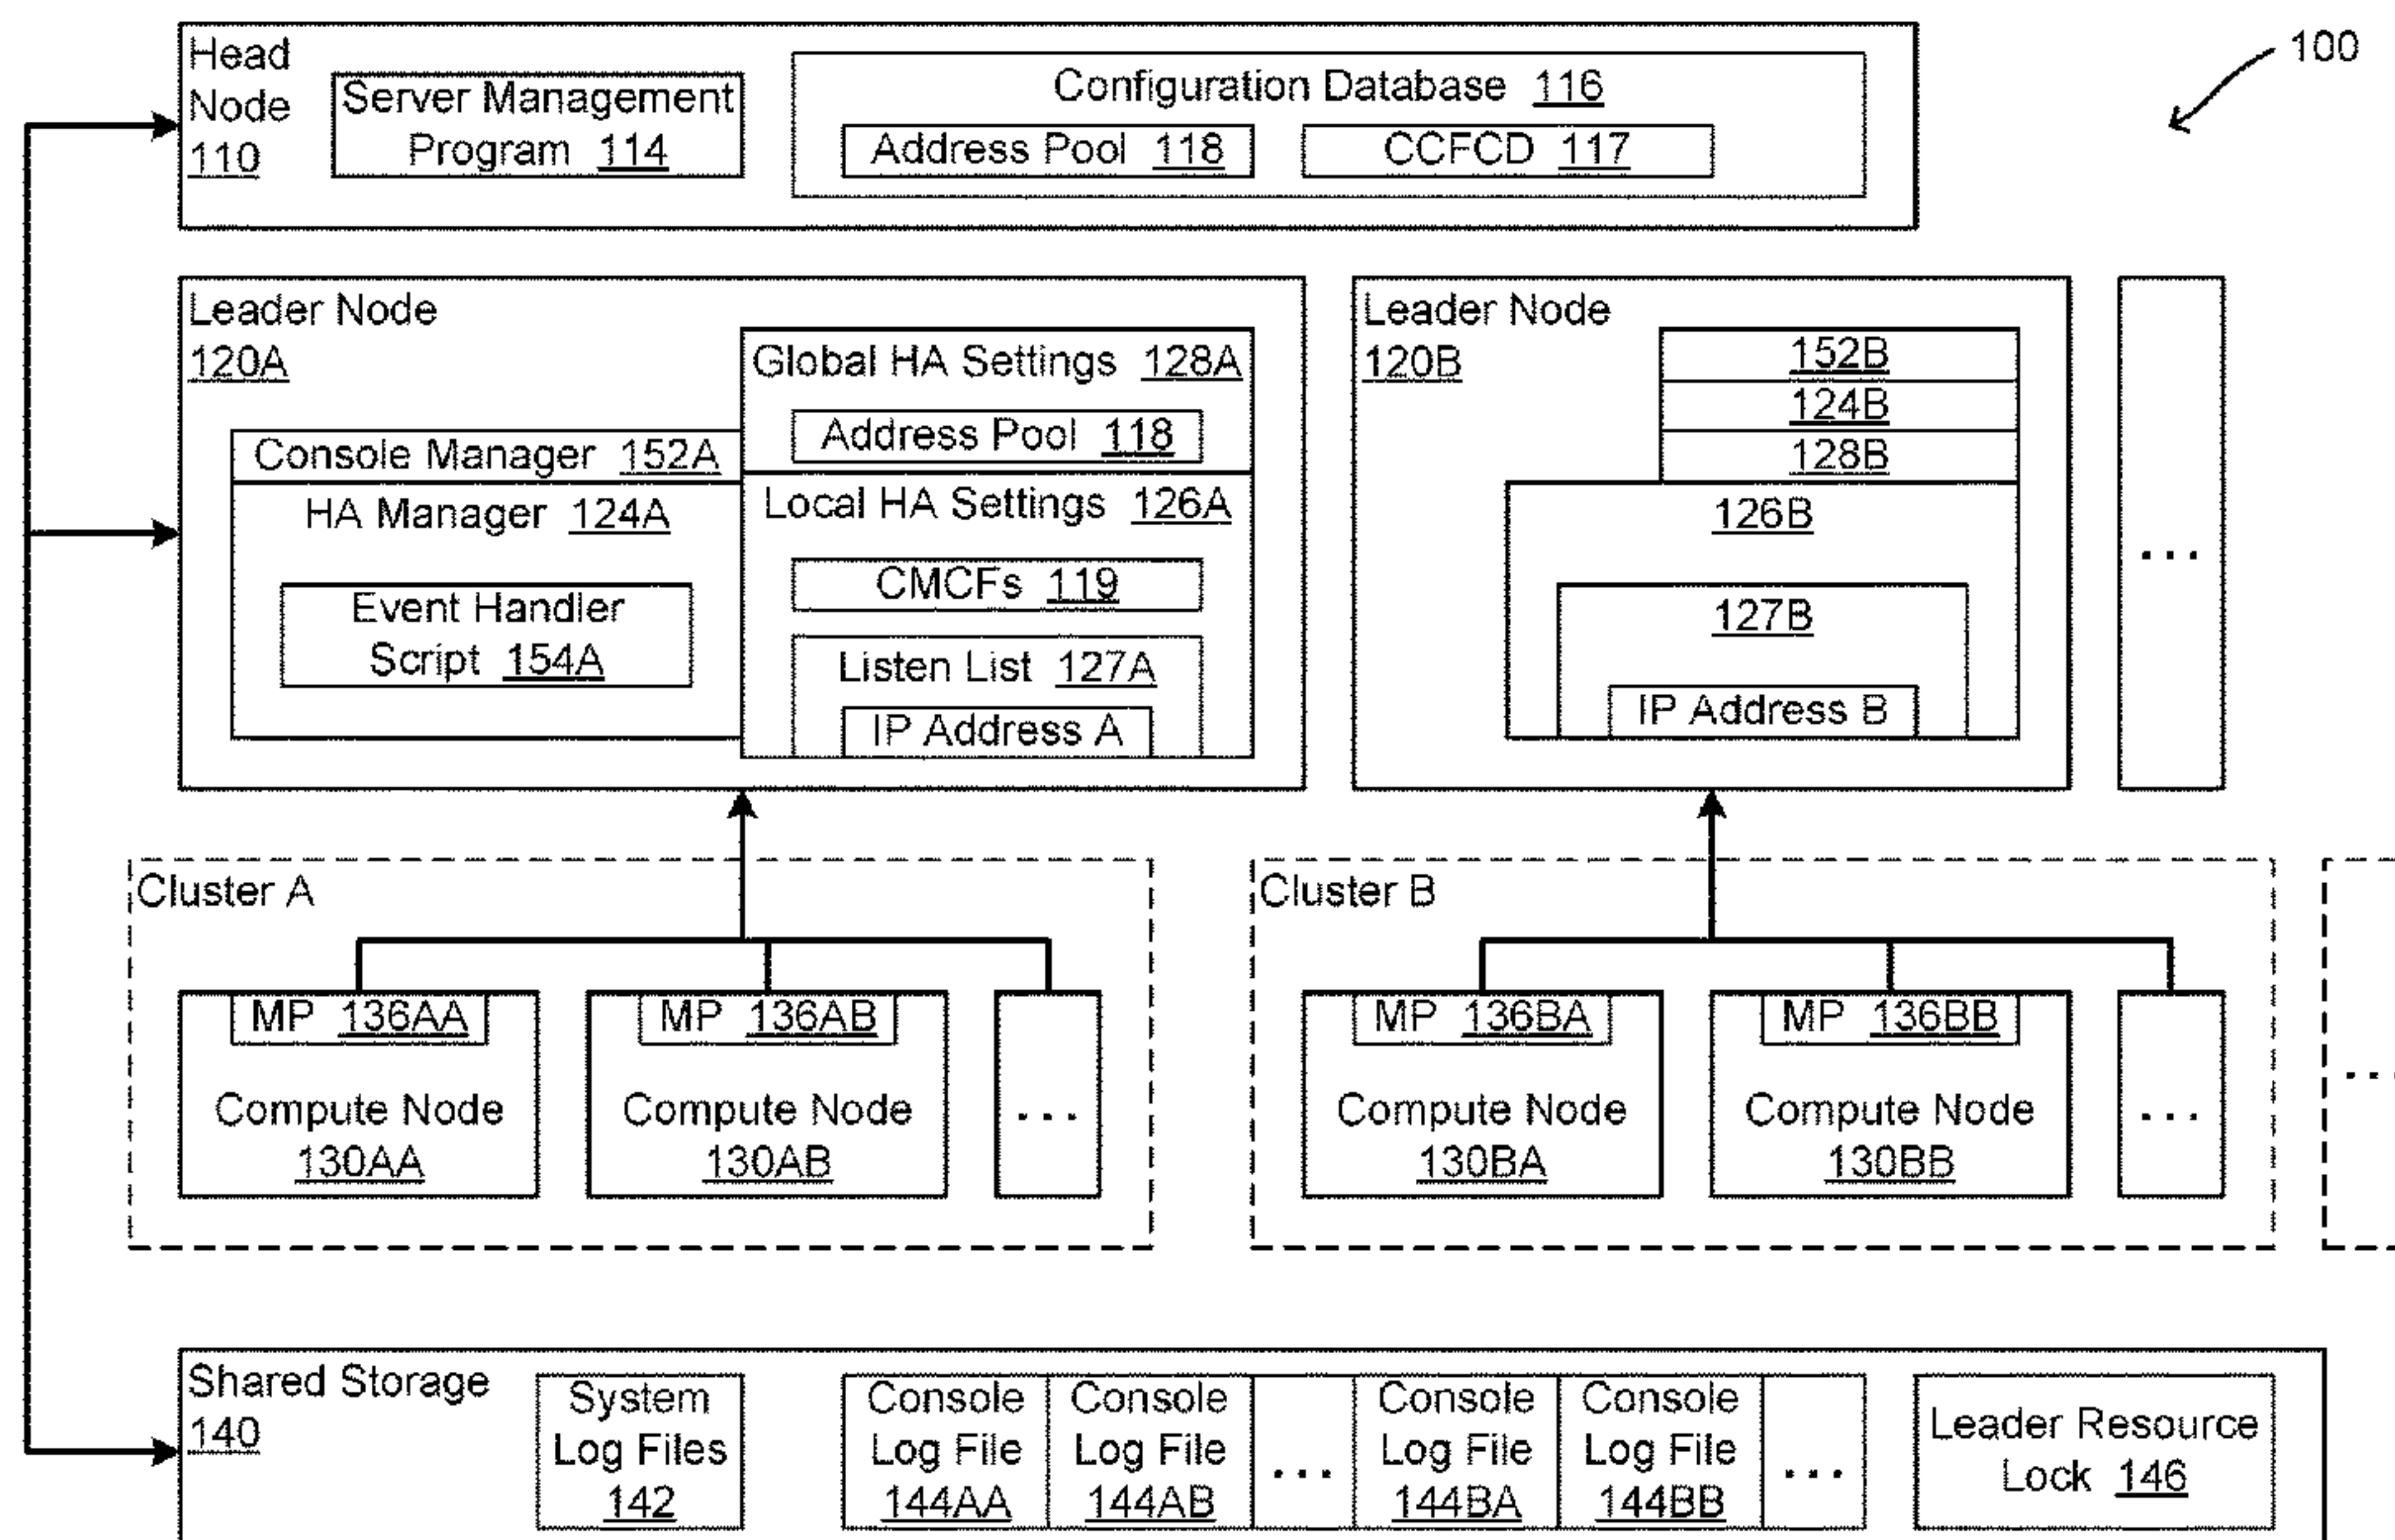 100
Head
Node
110
Server Management
Program 114
Configuration Database 116
Address Pool 118
CCFCD 117
Leader Node
120A
Global HA Settings 128A
Address Pool 118
Console Manager 152A
HA Manager 124A
Event Handler
Script 154A
Local HA Settings 126A
CMCFs 119
Listen List 127A
IP Address A
Leader Node
120B
152B
124B
128B
126B
127B
IP Address B
...
Cluster A
MP 136AA
Compute Node
130AA
MP 136AB
Compute Node
130AB
...
Cluster B
MP 136BA
Compute Node
130BA
MP 136BB
Compute Node
130BB
...
...
Shared Storage
140
System
Log Files
142
Console
Log File
144AA
Console
Log File
144AB
...
Console
Log File
144BA
Console
Log File
144BB
...
Leader Resource
Lock 146